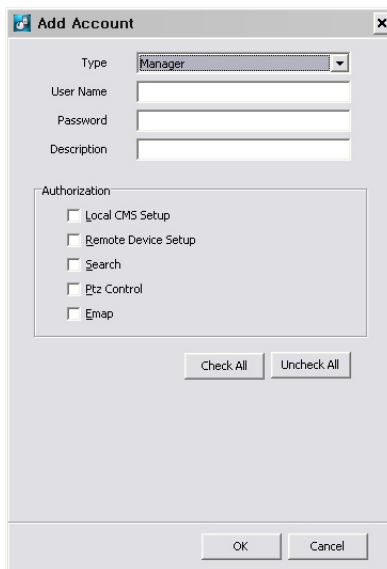 Add Account
Type Manager
User Name
Password
Description
Authorization
Local CMS Setup
Remote Device Setup
Search
Ptz Control
Emap
Check All Uncheck All
OK Cancel